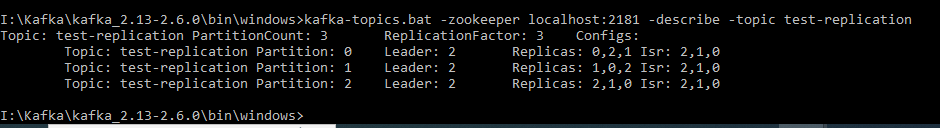 I:\Kafka\kafka_2.13-2.6.0\bin\windows>kafka-topics.bat -zookeeper localhost:2181 -describe -topic test-replication
Topic: test-replication PartitionCount: 3 ReplicationFactor: 3 Configs:
Topic: test-replication Partition: 0 Leader: 2 Replicas: 0,2,1 Isr: 2,1,0
Topic: test-replication Partition: 1 Leader: 2 Replicas: 1,0,2 Isr: 2,1,0
Topic: test-replication Partition: 2 Leader: 2 Replicas: 2,1,0 Isr: 2,1,0
I:\Kafka\kafka_2.13-2.6.0\bin\windows>